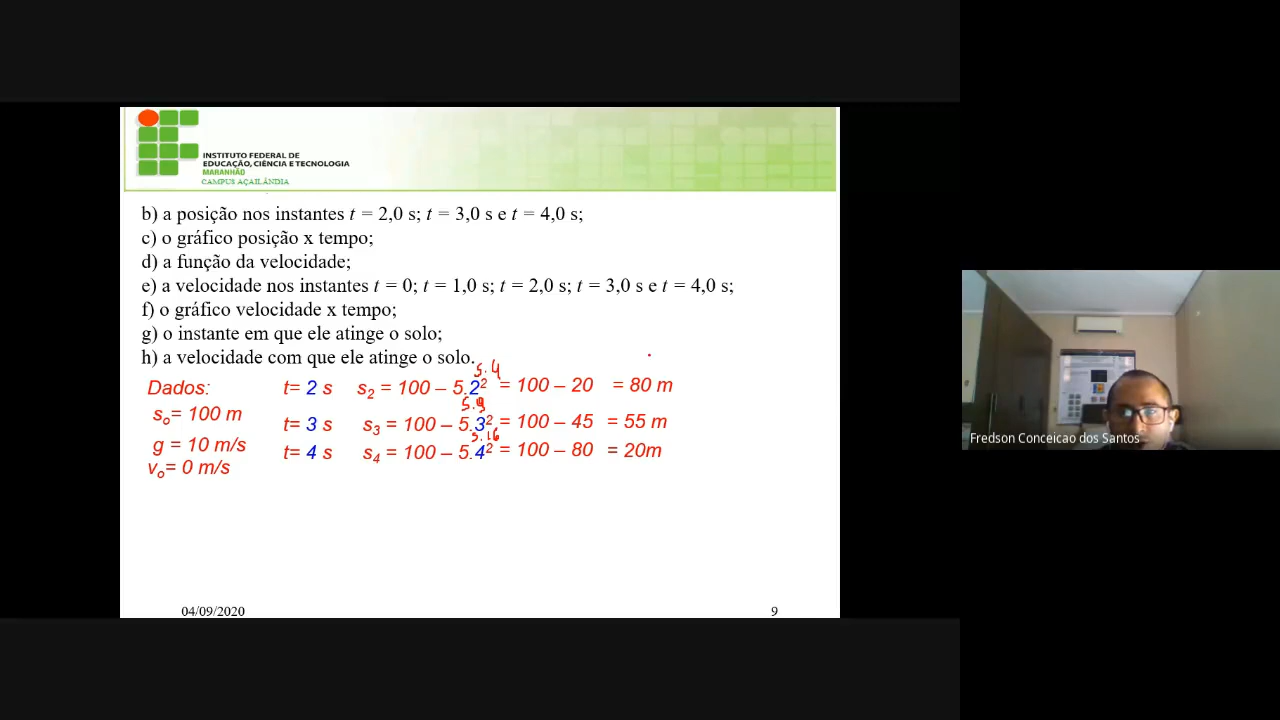 INSTITUTO FEDERAL DE
EDUCAÇÃO, CIÊNCIA E TECNOLOGIA
MARANHÃO
CAMPUS AÇAILÂNDIA
b) a posição nos instantes t = 2,0 s; t = 3,0 s e t = 4,0 s;
c) o gráfico posição x tempo;
d) a função da velocidade;
e) a velocidade nos instantes t = 0; t = 1,0 s; t = 2,0 s; t = 3,0 s e t = 4,0 s;
f) o gráfico velocidade x tempo;
g) o instante em que ele atinge o solo;
h) a velocidade com que ele atinge o solo.
5.4
Dados: t= 2 s s₂ = 100 – 5.2² = 100 – 20 = 80 m
5.9
sₒ= 100 m
t= 3 s s₃ = 100 – 5.3² = 100 – 45 = 55 m
5.16
g = 10 m/s
t= 4 s s₄ = 100 – 5.4² = 100 – 80 = 20m
vₒ= 0 m/s
04/09/2020 9
Fredson Conceicao dos Santos